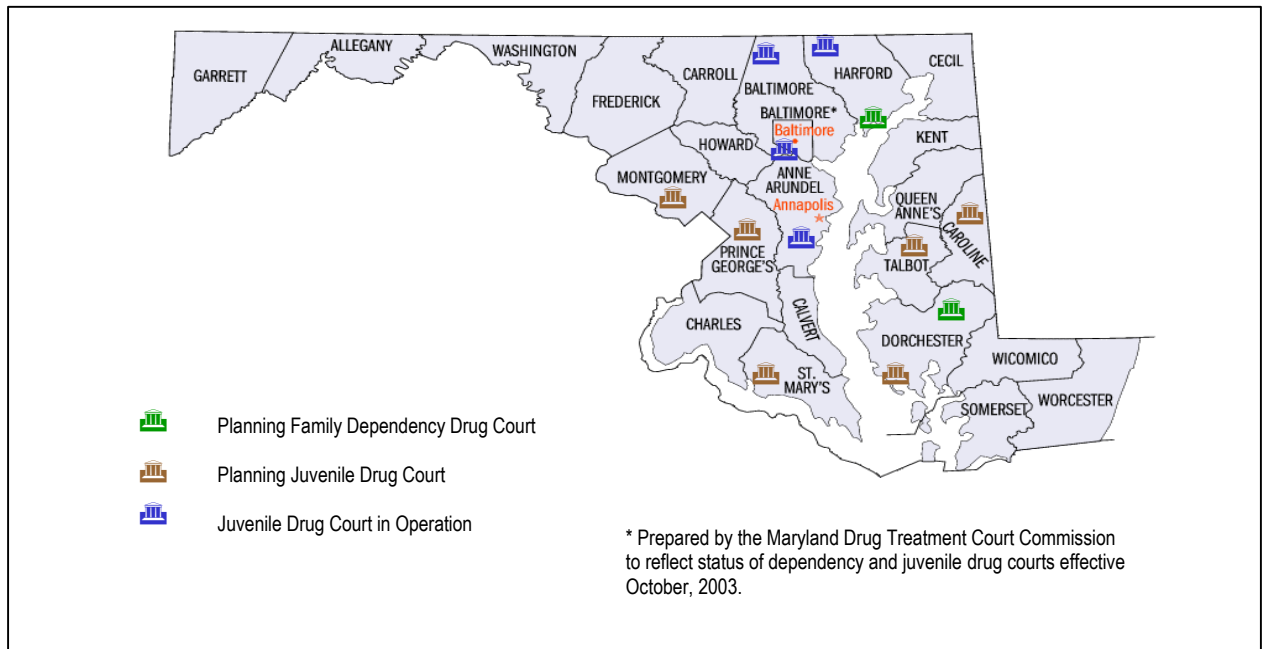 GARRETT
ALLEGANY
WASHINGTON
FREDERICK
CARROLL
BALTIMORE
HARFORD
CECIL
BALTIMORE*
Baltimore
HOWARD
KENT
MONTGOMERY
ANNE
ARUNDEL
Annapolis
QUEEN
ANNE'S
CAROLINE
PRINCE
GEORGE'S
TALBOT
CALVERT
CHARLES
DORCHESTER
WICOMICO
ST.
MARY'S
SOMERSET
WORCESTER
Planning Family Dependency Drug Court
Planning Juvenile Drug Court
Juvenile Drug Court in Operation
* Prepared by the Maryland Drug Treatment Court Commission
to reflect status of dependency and juvenile drug courts effective
October, 2003.